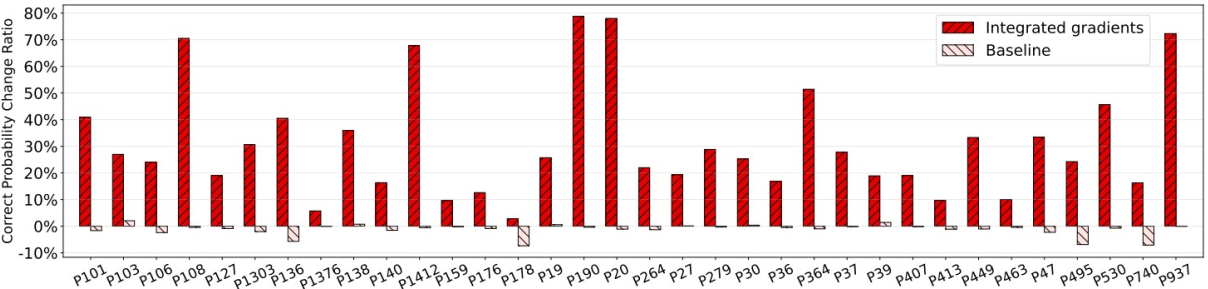 Correct Probability Change Ratio
80%
70%
60%
50%
40%
30%
20%
10%
0%
-10%
Integrated gradients
Baseline
P101 P103 P106 P108 P127 P1303 P136 P1376 P138 P140 P1412 P159 P176 P178 P19 P190 P20 P264 P27 P279 P30 P36 P364 P37 P39 P407 P413 P449 P463 P47 P495 P530 P740 P937